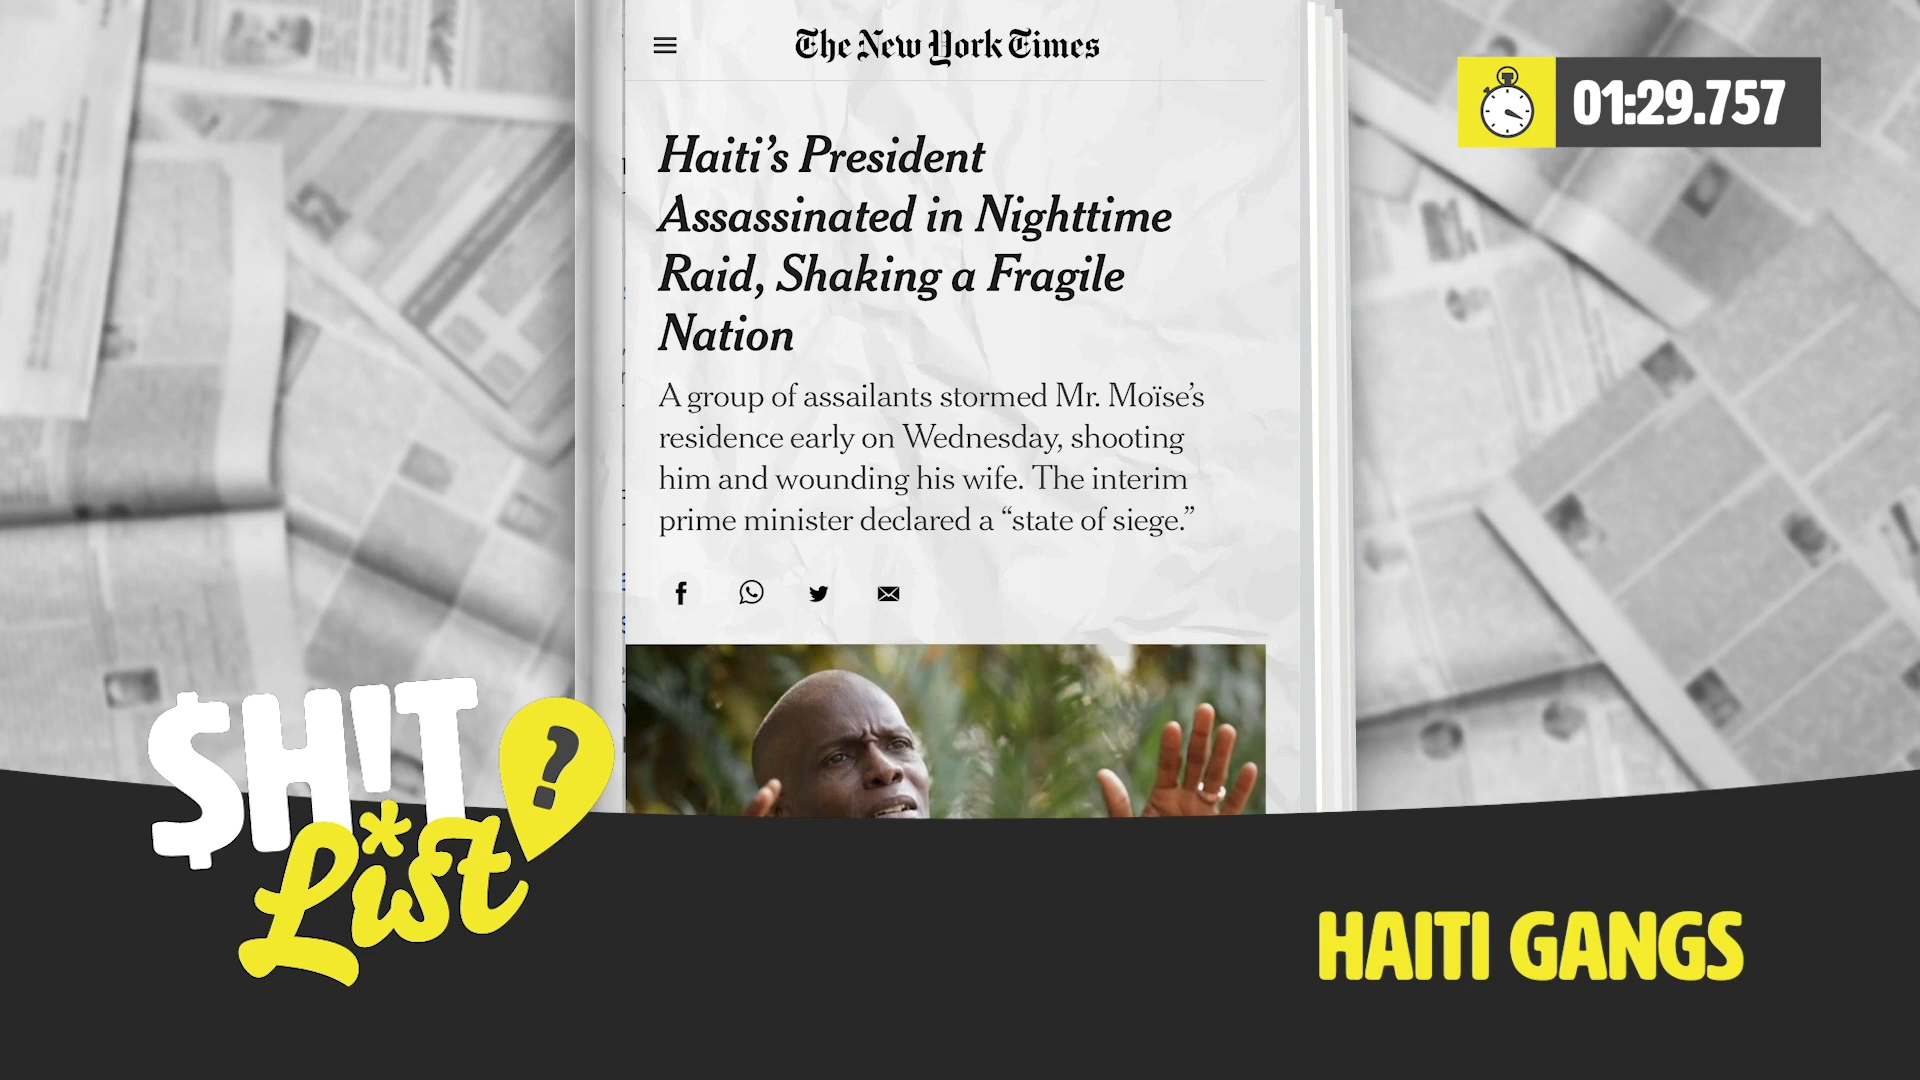 The New York Times
01:29.757
Haiti's President
Assassinated in Nighttime
Raid, Shaking a Fragile
Nation
A group of assailants stormed Mr. Moïse's
residence early on Wednesday, shooting
him and wounding his wife. The interim
prime minister declared a “state of siege.”
$H!T
L*ist
?
HAITI GANGS